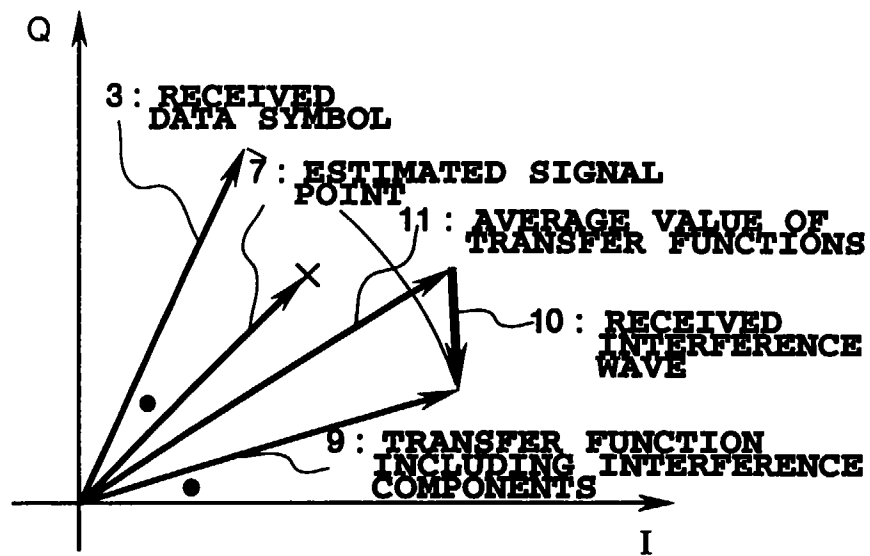 Q
3 : RECEIVED
DATA SYMBOL
7 : ESTIMATED SIGNAL
POINT
11 : AVERAGE VALUE OF
TRANSFER FUNCTIONS
10 : RECEIVED
INTERFERENCE
WAVE
9 : TRANSFER FUNCTION
INCLUDING INTERFERENCE
COMPONENTS
I